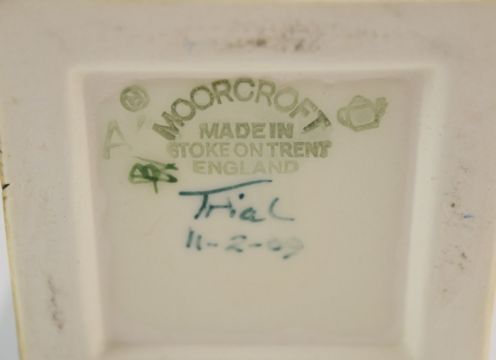 MOORCROFT
MADE IN
STOKE ON TRENT
ENGLAND
Trial
11-2-09